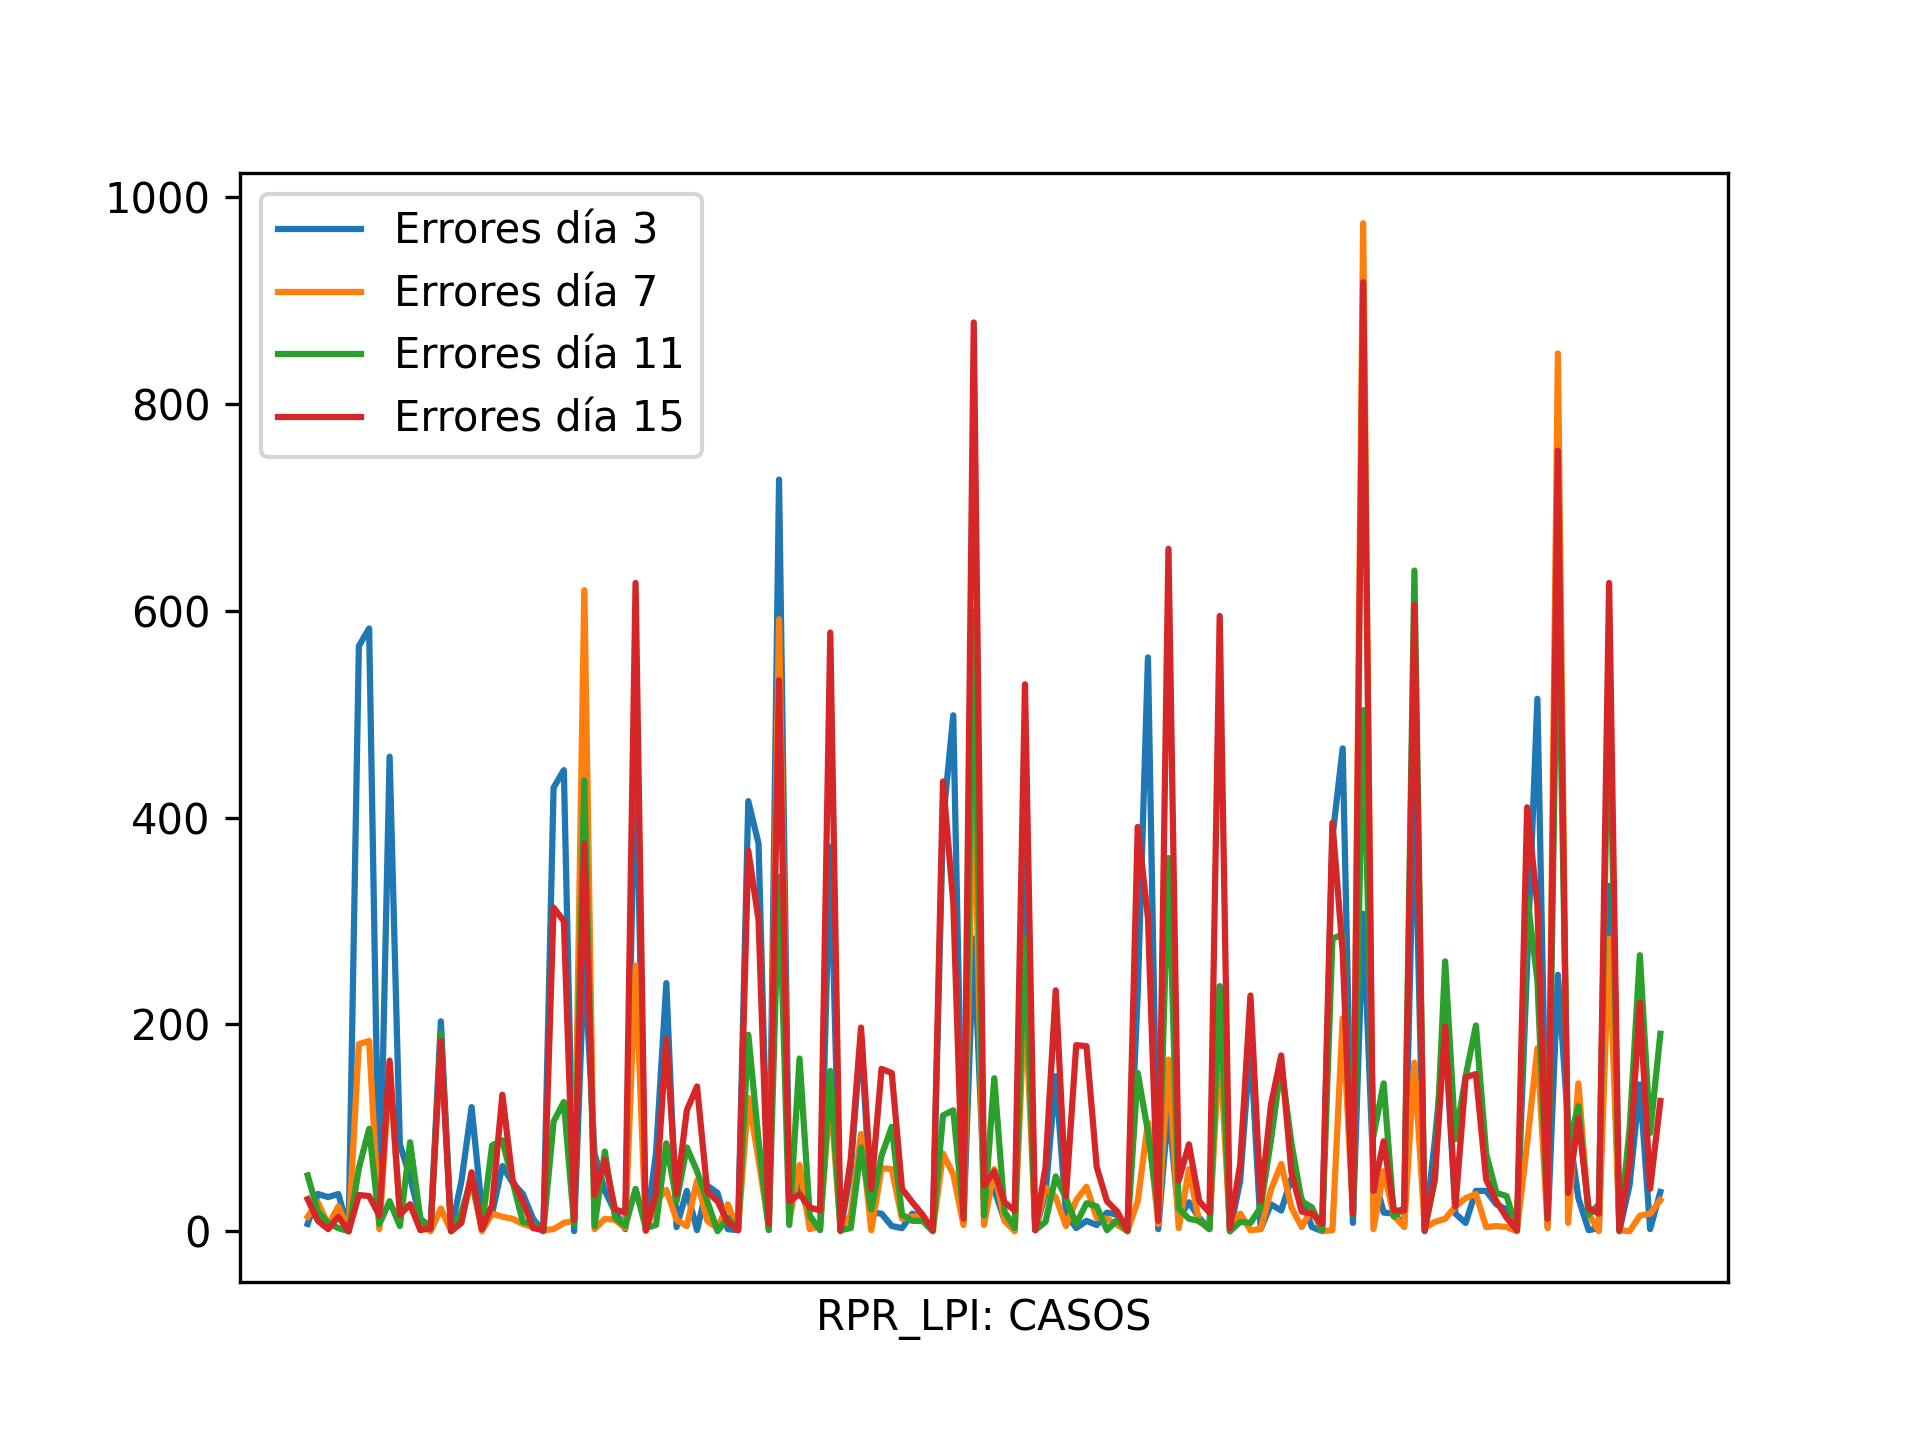 1000
800
600
400
200
0
Errores día 3
Errores día 7
Errores día 11
Errores día 15
RPR_LPI: CASOS